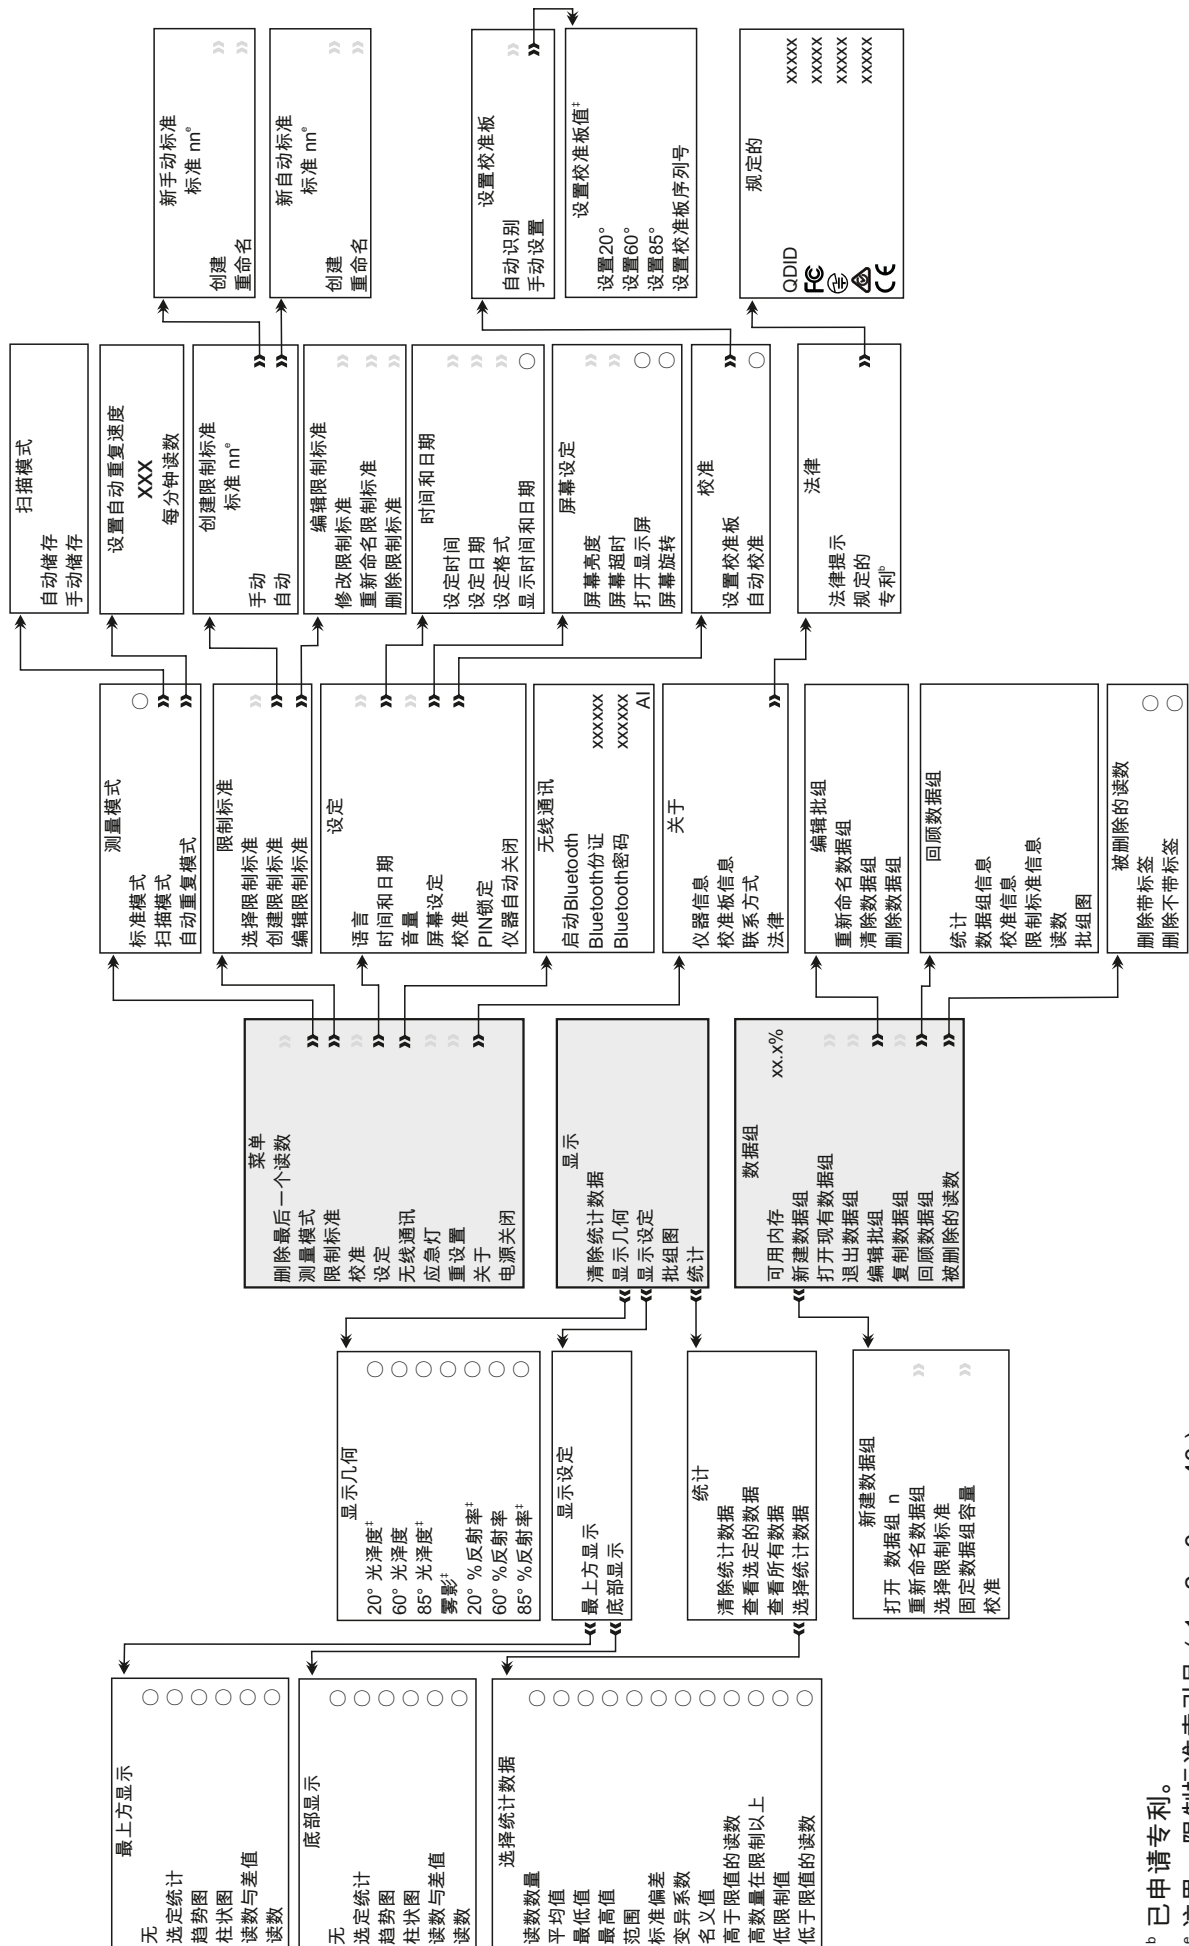 最上方显示
无
选定统计
趋势图
柱状图
读数与差值
读数
底部显示
无
选定统计
趋势图
柱状图
读数与差值
读数
选择统计数据
读数数量
平均值
最低值
最高值
范围
标准偏差
变异系数
名义值
高于限值的读数
高数量在限制以上
低限制值
低于限值的读数
显示几何
20° 光泽度‡
60° 光泽度
85° 光泽度‡
雾影‡
20° %反射率‡
60° %反射率
85° %反射率‡
显示设定
最上方显示
底部显示
统计
清除统计数据
查看选定的数据
查看所有数据
选择统计数据
新建数据组
打开 数据组 n
重新命名数据组
选择限制标准
固定数据组容量
校准
菜单
删除最后一个读数
测量模式
限制标准
校准
设定
无线通讯
应急灯
重设置
关于
电源关闭
显示
清除统计数据
显示几何
显示设定
批组图
统计
数据组
可用内存 xx.x%
新建数据组
打开现有数据组
退出数据组
编辑批组
复制数据组
回顾数据组
被删除的读数
测量模式
标准模式
扫描模式
自动重复模式
限制标准
选择限制标准
创建限制标准
编辑限制标准
设定
语言
时间和日期
音量
屏幕设定
校准
PIN锁定
仪器自动关闭
无线通讯
启动Bluetooth
Bluetooth份证 xxxxxx
Bluetooth密码 xxxxxx
AI
关于
仪器信息
校准板信息
联系方式
法律
编辑批组
重新命名数据组
清除数据组
删除数据组
回顾数据组
统计
数据组信息
校准信息
限制标准信息
读数
批组图
被删除的读数
删除带标签
删除不带标签
扫描模式
自动储存
手动储存
设置自动重复速度
XXX
每分钟读数
创建限制标准
标准 nnᵉ
手动
自动
编辑限制标准
修改限制标准
重新命名限制标准
删除限制标准
时间和日期
设定时间
设定日期
设定格式
显示时间和日期
屏幕设定
屏幕亮度
屏幕超时
打开显示屏
屏幕旋转
校准
设置校准板
自动校准
法律
法律提示
规定的
专利ᵇ
新手动标准
标准 nnᵉ
创建
重命名
新自动标准
标准 nnᵉ
创建
重命名
设置校准板
自动识别
手动设置
设置校准板值‡
设置20°
设置60°
设置85°
设置校准板序列号
规定的
QDID xxxxx
FC xxxxx
xxxxx
CE xxxxx
ᵇ 已申请专利。